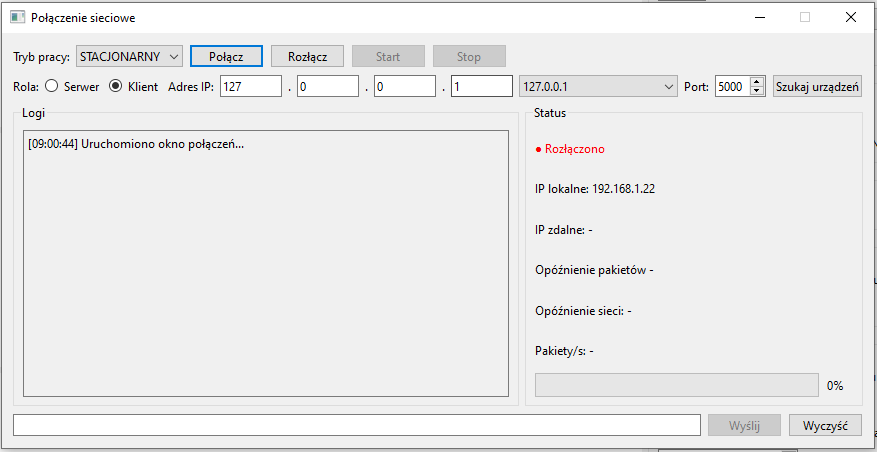 Połączenie sieciowe
Tryb pracy: STACJONARNY Połącz Rozłącz Start Stop
Rola: Serwer Klient Adres IP: 127 . 0 . 0 . 1 127.0.0.1 Port: 5000 Szukaj urządzeń
Logi
[09:00:44] Uruchomiono okno połączeń...
Status
● Rozłączono
IP lokalne: 192.168.1.22
IP zdalne: -
Opóźnienie pakietów -
Opóźnienie sieci: -
Pakiety/s: -
0%
Wyślij Wyczyść